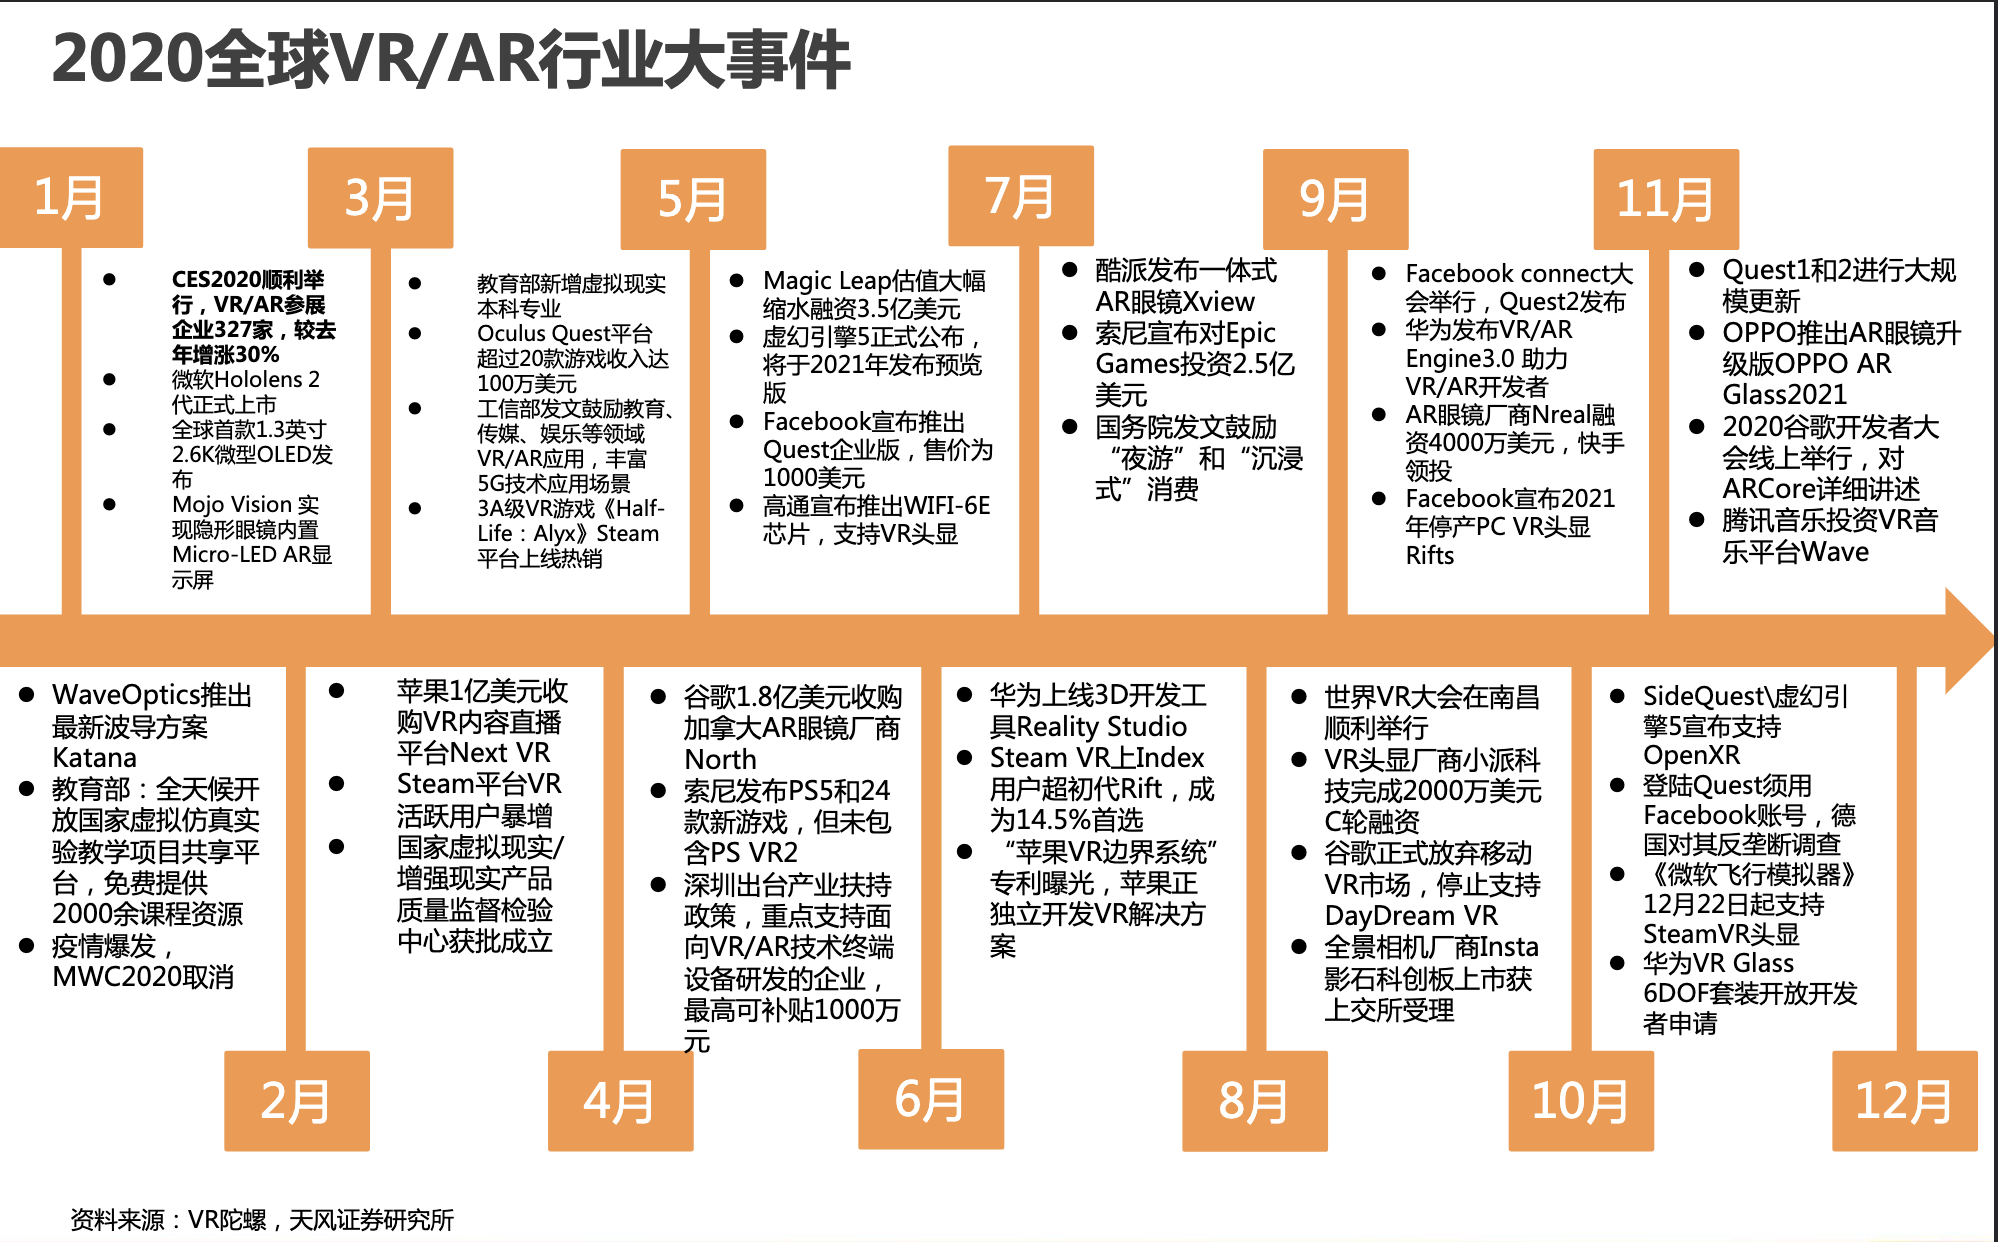 2020全球VR/AR行业大事件
1月
CES2020顺利举
行，VR/AR参展
企业327家，较去
年增涨30%
微软Hololens 2
代正式上市
全球首款1.3英寸
2.6K微型OLED发
布
Mojo Vision 实
现隐形眼镜内置
Micro-LED AR显
示屏
3月
教育部新增虚拟现实
本科专业
Oculus Quest平台
超过20款游戏收入达
100万美元
工信部发文鼓励教育、
传媒、娱乐等领域
VR/AR应用，丰富
5G技术应用场景
3A级VR游戏《Half-
Life：Alyx》Steam
平台上线热销
5月
Magic Leap估值大幅
缩水融资3.5亿美元
虚幻引擎5正式公布，
将于2021年发布预览
版
Facebook宣布推出
Quest企业版，售价为
1000美元
高通宣布推出WIFI-6E
芯片，支持VR头显
7月
酷派发布一体式
AR眼镜Xview
索尼宣布对Epic
Games投资2.5亿
美元
国务院发文鼓励
“夜游”和“沉浸
式”消费
9月
Facebook connect大
会举行，Quest2发布
华为发布VR/AR
Engine3.0 助力
VR/AR开发者
AR眼镜厂商Nreal融
资4000万美元，快手
领投
Facebook宣布2021
年停产PC VR头显
Rifts
11月
Quest1和2进行大规
模更新
OPPO推出AR眼镜升
级版OPPO AR
Glass2021
2020谷歌开发者大
会线上举行，对
ARCore详细讲述
腾讯音乐投资VR音
乐平台Wave
WaveOptics推出
最新波导方案
Katana
教育部：全天候开
放国家虚拟仿真实
验教学项目共享平
台，免费提供
2000余课程资源
疫情爆发，
MWC2020取消
2月
苹果1亿美元收
购VR内容直播
平台Next VR
Steam平台VR
活跃用户暴增
国家虚拟现实/
增强现实产品
质量监督检验
中心获批成立
4月
谷歌1.8亿美元收购
加拿大AR眼镜厂商
North
索尼发布PS5和24
款新游戏，但未包
含PS VR2
深圳出台产业扶持
政策，重点支持面
向VR/AR技术终端
设备研发的企业，
最高可补贴1000万
元
6月
华为上线3D开发工
具Reality Studio
Steam VR上Index
用户超初代Rift，成
为14.5%首选
“苹果VR边界系统”
专利曝光，苹果正
独立开发VR解决方
案
8月
世界VR大会在南昌
顺利举行
VR头显厂商小派科
技完成2000万美元
C轮融资
谷歌正式放弃移动
VR市场，停止支持
DayDream VR
全景相机厂商Insta
影石科创板上市获
上交所受理
10月
SideQuest\虚幻引
擎5宣布支持
OpenXR
登陆Quest须用
Facebook账号，德
国对其反垄断调查
《微软飞行模拟器》
12月22日起支持
SteamVR头显
华为VR Glass
6DOF套装开放开发
者申请
12月
资料来源：VR陀螺，天风证券研究所